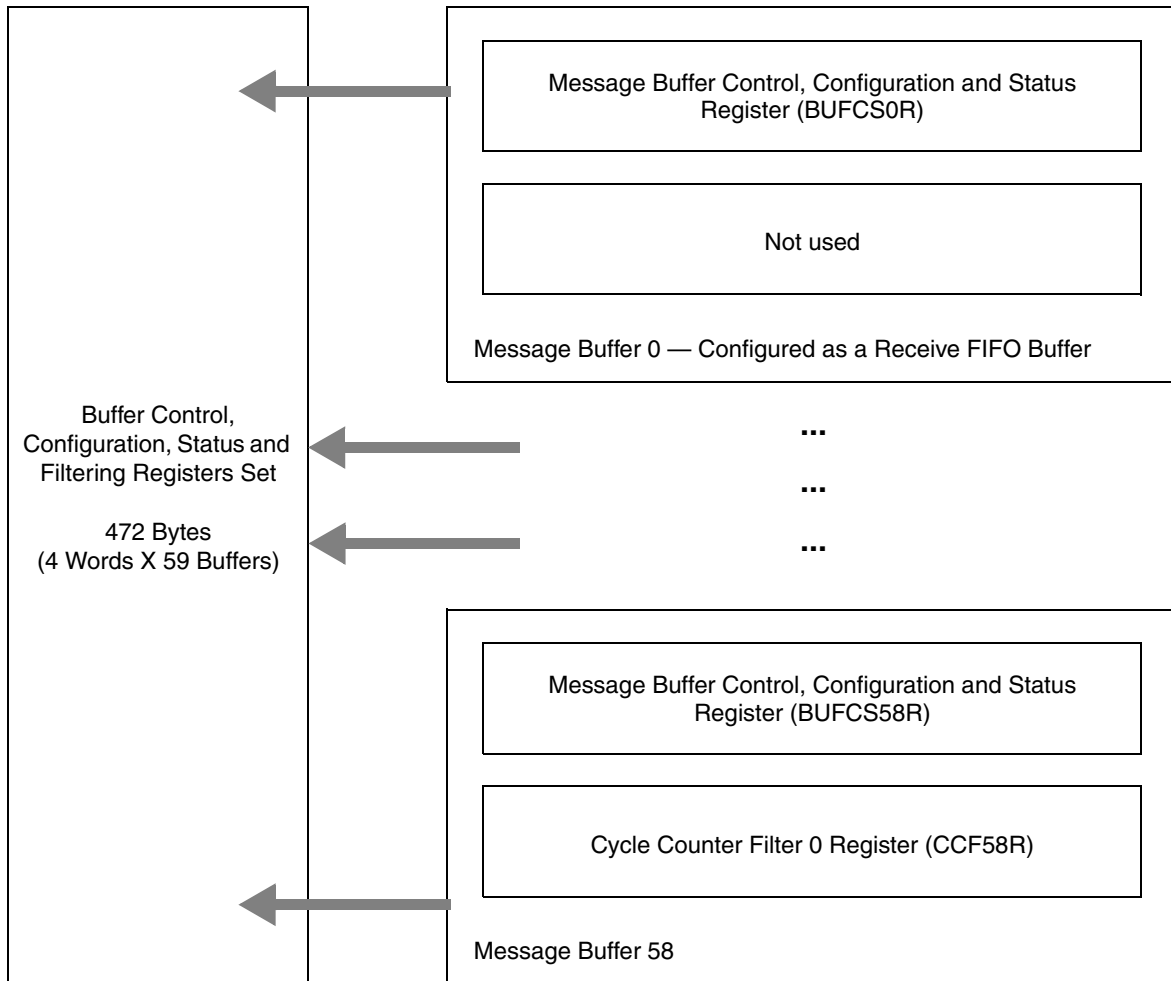 Message Buffer Control, Configuration and Status
Register (BUFCS0R)
Not used
Message Buffer 0 — Configured as a Receive FIFO Buffer
Buffer Control,
Configuration, Status and
Filtering Registers Set
472 Bytes
(4 Words X 59 Buffers)
...
...
...
Message Buffer Control, Configuration and Status
Register (BUFCS58R)
Cycle Counter Filter 0 Register (CCF58R)
Message Buffer 58